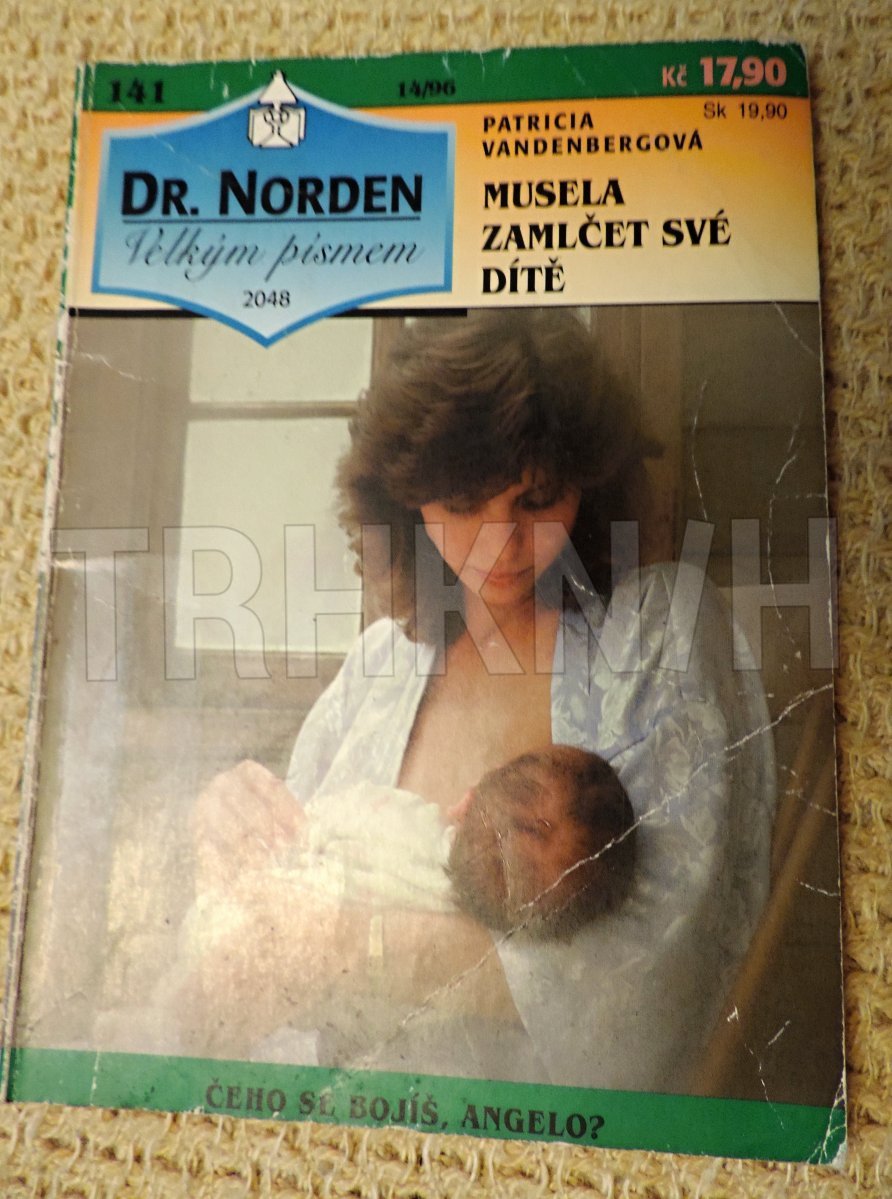 141
14/96
Kč 17,90
Sk 19,90
DR. NORDEN
Velkým písmem
2048
PATRICIA
VANDENBERGOVÁ
MUSELA
ZAMLČET SVÉ
DÍTĚ
TRHKNIH
ČEHO SE BOJÍŠ, ANGELO?